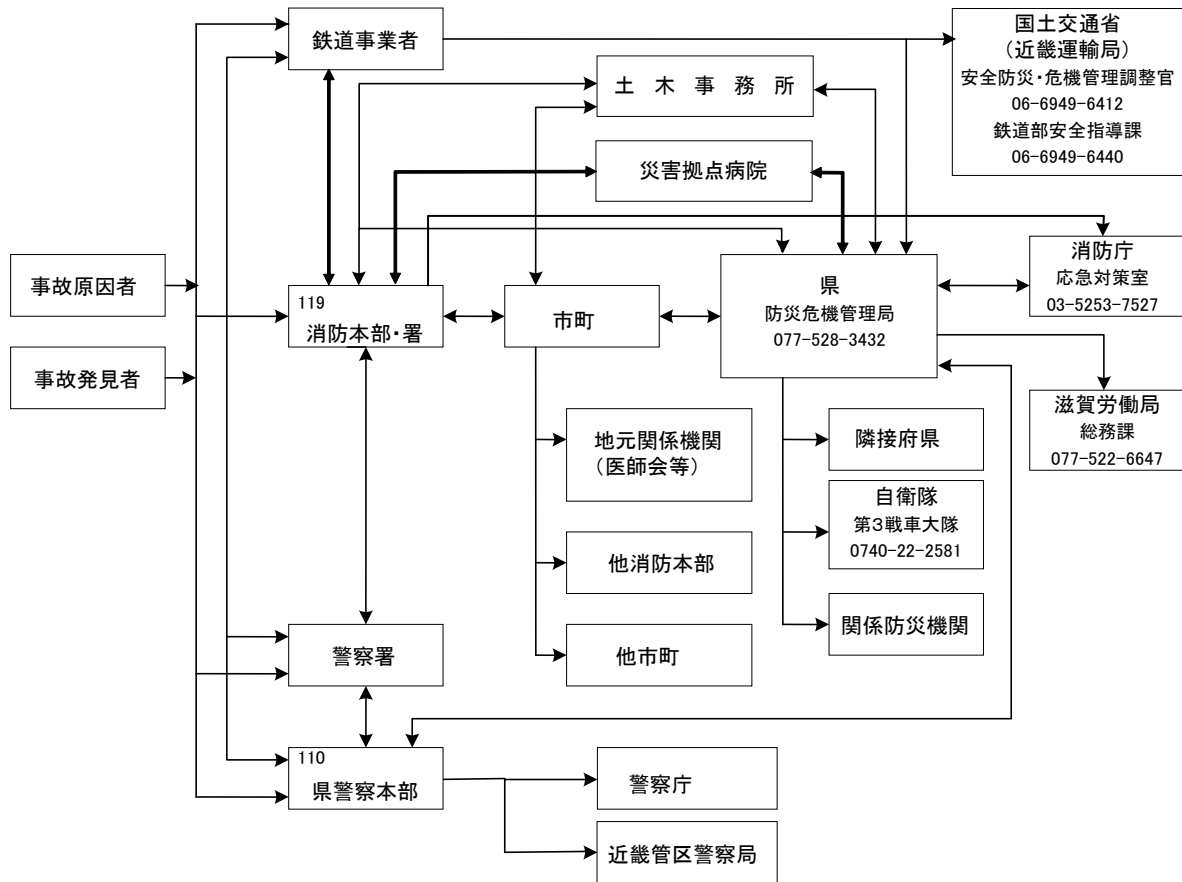 鉄道事業者
国土交通省
（近畿運輸局）
安全防災・危機管理調整官
06-6949-6412
鉄道部安全指導課
06-6949-6440
土　木　事　務　所
災害拠点病院
事故原因者
事故発見者
119
消防本部・署
市町
県
防災危機管理局
077-528-3432
消防庁
応急対策室
03-5253-7527
滋賀労働局
総務課
077-522-6647
地元関係機関
（医師会等）
他消防本部
他市町
隣接府県
自衛隊
第３戦車大隊
0740-22-2581
関係防災機関
警察署
110
県警察本部
警察庁
近畿管区警察局